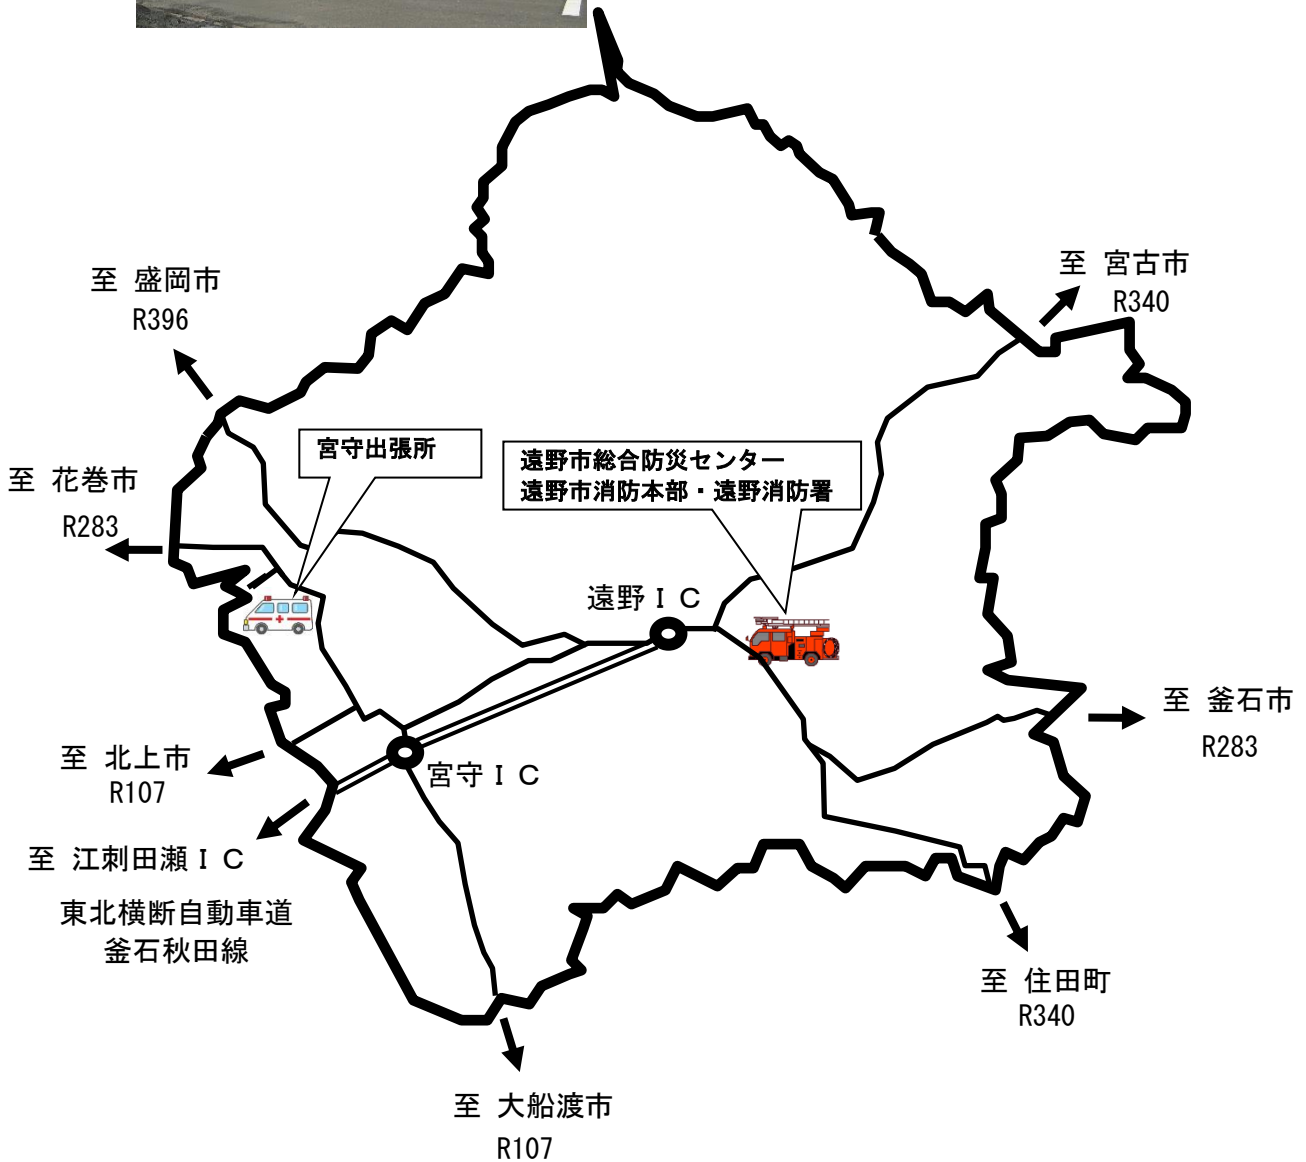 至 盛岡市
R396
至 宮古市
R340
宮守出張所
遠野市総合防災センター
遠野市消防本部・遠野消防署
至 花巻市
R283
遠野ＩＣ
至 釜石市
R283
至 北上市
R107
宮守ＩＣ
至 江刺田瀬ＩＣ
東北横断自動車道
釜石秋田線
至 住田町
R340
至 大船渡市
R107